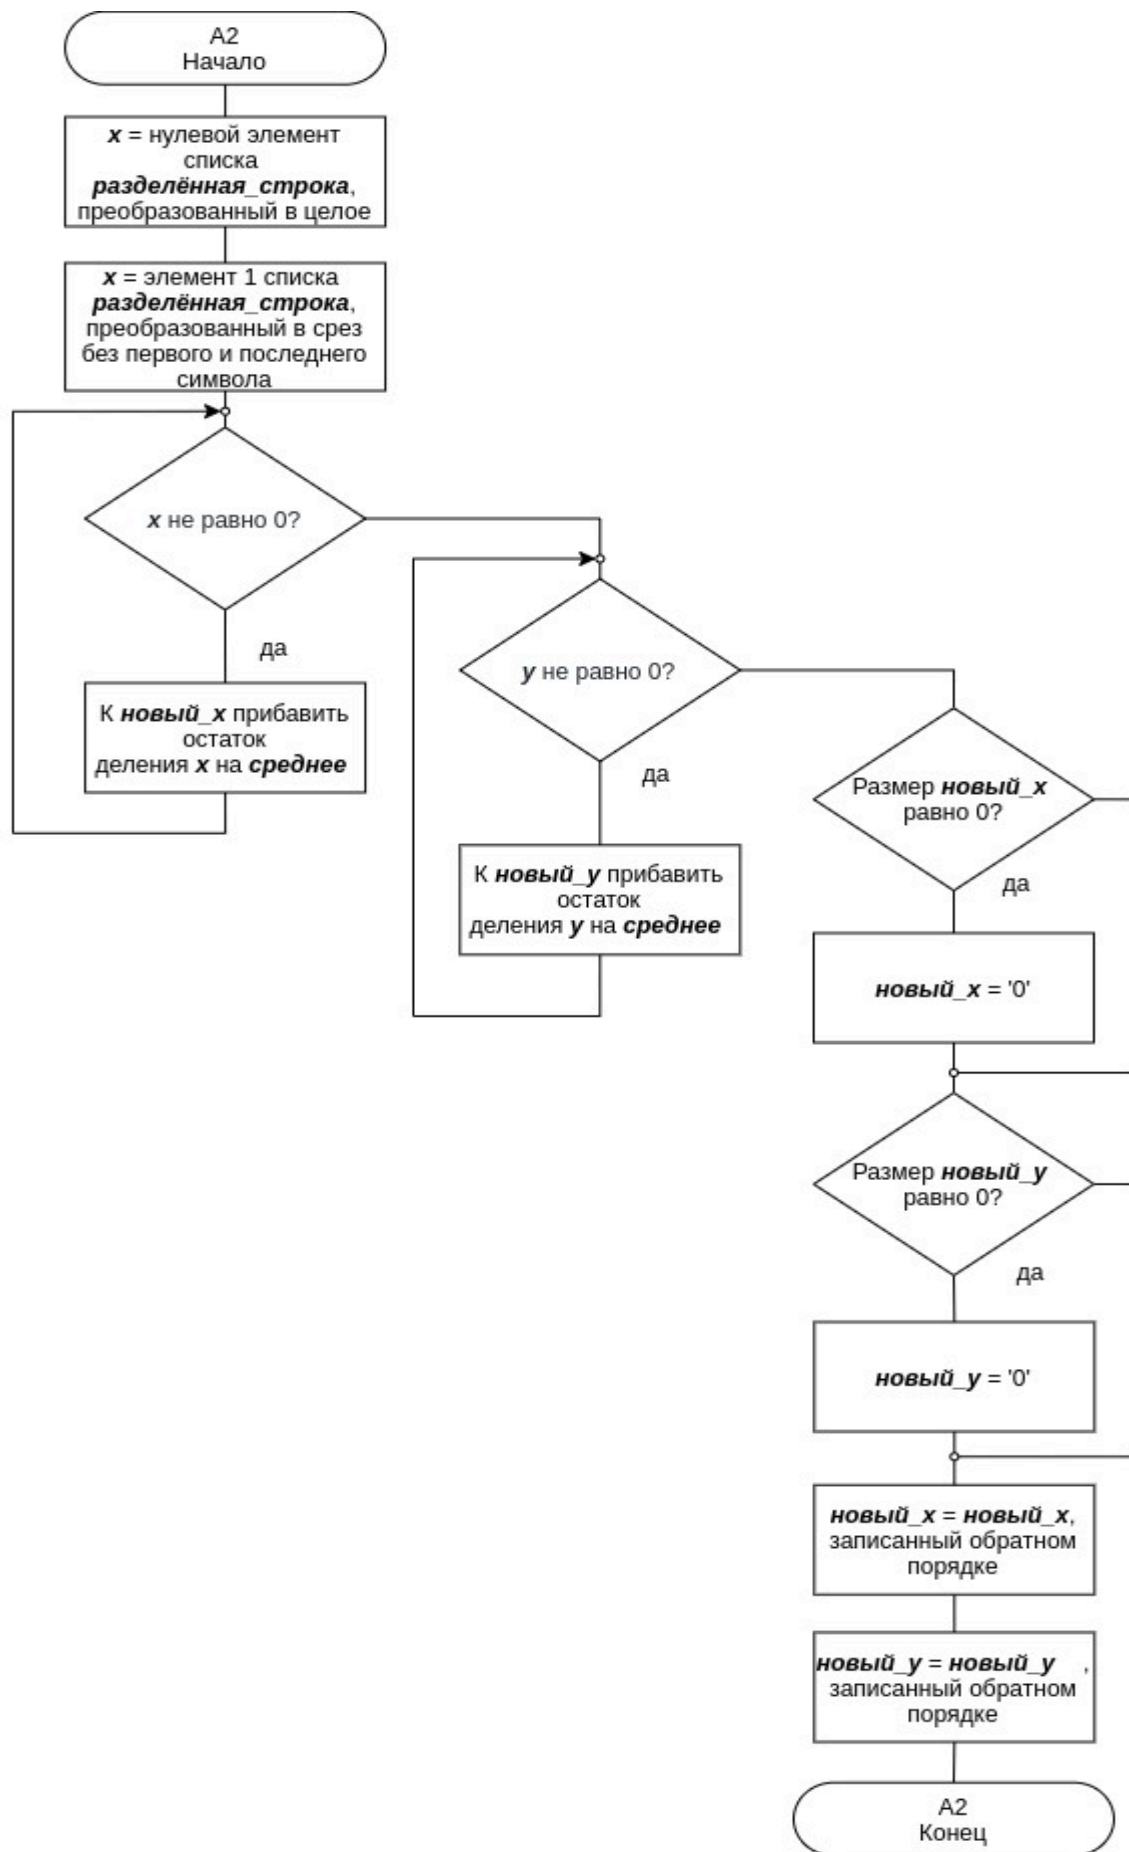 А2
Начало
x = нулевой элемент
списка
разделённая_строка,
преобразованный в целое
x = элемент 1 списка
разделённая_строка,
преобразованный в срез
без первого и последнего
символа
x не равно 0?
да
К новый_x прибавить
остаток
деления x на среднее
y не равно 0?
да
К новый_y прибавить
остаток
деления y на среднее
Размер новый_x
равно 0?
да
новый_x = '0'
Размер новый_y
равно 0?
да
новый_y = '0'
новый_x = новый_x,
записанный обратном
порядке
новый_y = новый_y ,
записанный обратном
порядке
А2
Конец